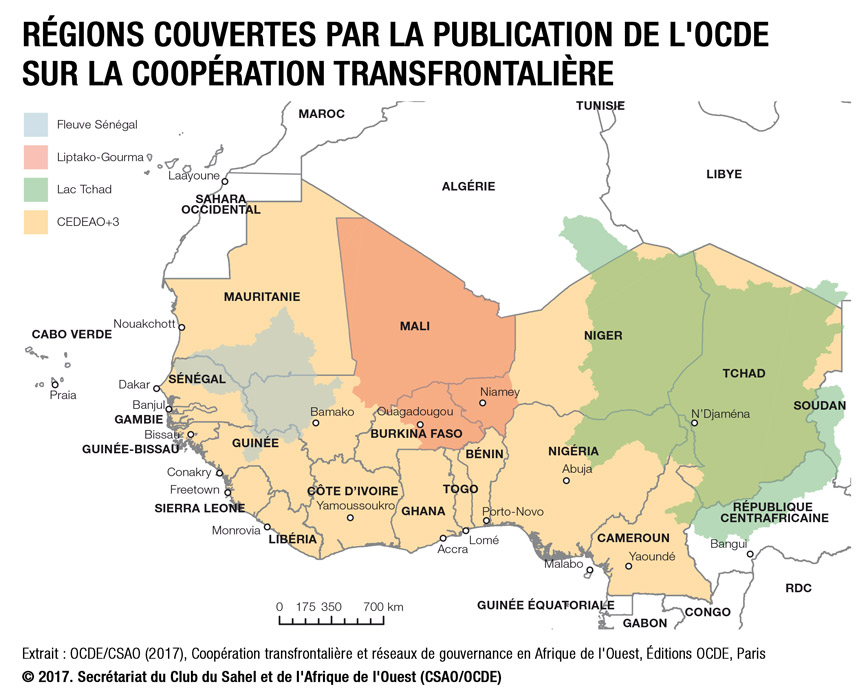 RÉGIONS COUVERTES PAR LA PUBLICATION DE L'OCDE
SUR LA COOPÉRATION TRANSFRONTALIÈRE
Fleuve Sénégal
Liptako-Gourma
Lac Tchad
CEDEAO+3
MAROC
TUNISIE
ALGÉRIE
LIBYE
Laayoune
SAHARA
OCCIDENTAL
MAURITANIE
Nouakchott
CABO VERDE
Praia
MALI
NIGER
TCHAD
SOUDAN
SÉNÉGAL
Dakar
Banjul
GAMBIE
Bissau
GUINÉE-BISSAU
Bamako
Ouagadougou
Niamey
N'Djaména
BURKINA FASO
GUINÉE
BÉNIN
NIGÉRIA
Abuja
Conakry
Freetown
SIERRA LEONE
CÔTE D'IVOIRE
Yamoussoukro
GHANA
TOGO
Porto-Novo
RÉPUBLIQUE
CENTRAFRICAINE
Monrovia
LIBÉRIA
Accra
Lomé
CAMEROUN
Yaoundé
Bangui
Malabo
RDC
GUINÉE ÉQUATORIALE
GABON
CONGO
0 175 350 700 km
Extrait : OCDE/CSAO (2017), Coopération transfrontalière et réseaux de gouvernance en Afrique de l'Ouest, Éditions OCDE, Paris
© 2017. Secrétariat du Club du Sahel et de l'Afrique de l'Ouest (CSAO/OCDE)